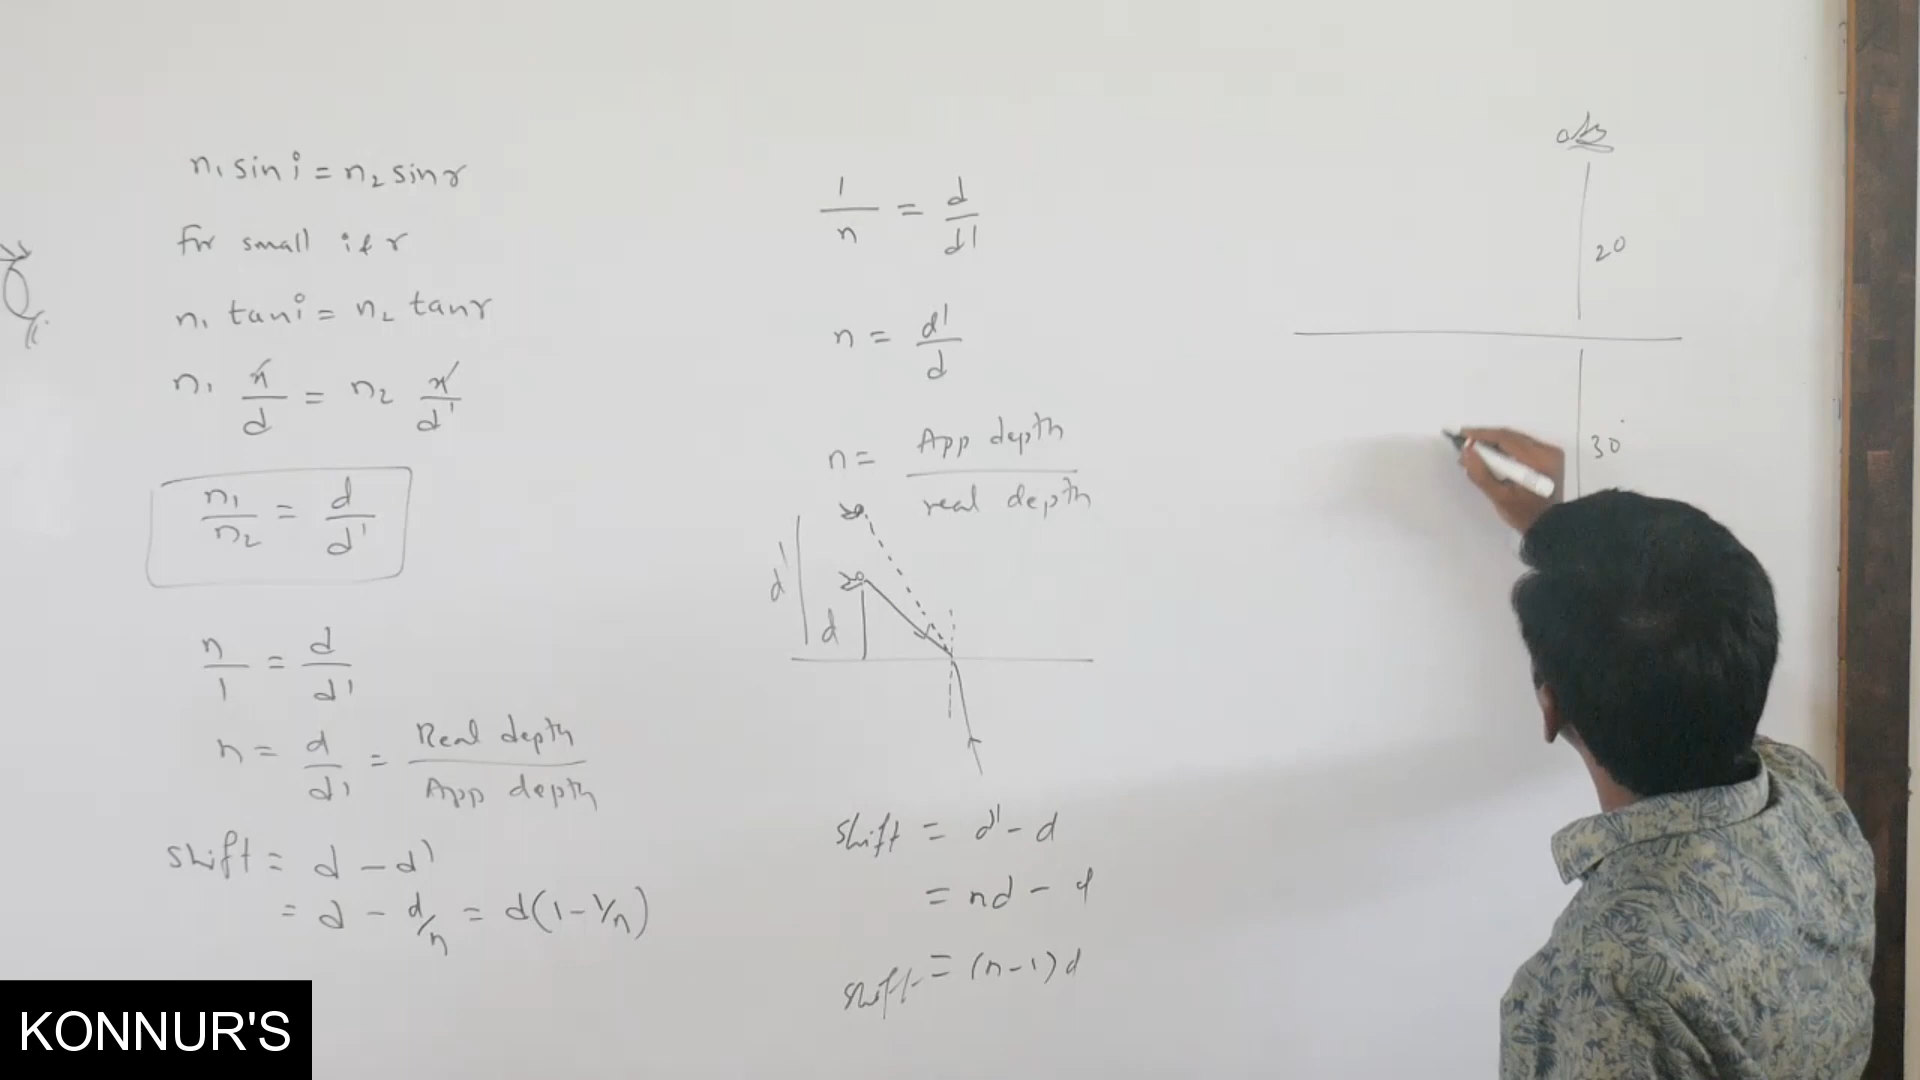 n₁ sin i = n₂ sin r
for small i & r
n₁ tan i = n₂ tan r
n₁ x/d = n₂ x/d'
n₁/n₂ = d/d'
n/1 = d/d'
n = d/d' = Real depth/App depth
shift = d - d'
= d - d/n = d(1 - 1/n)
1/n = d/d'
n = d'/d
n = App depth/real depth
d'
d
shift = d' - d
= nd - d
shift = (n-1)d
obs
20
30
KONNUR'S